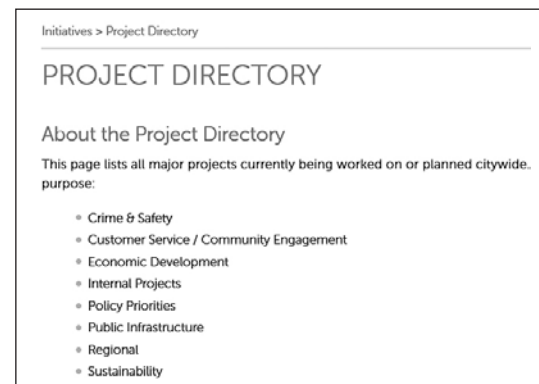 Initiatives > Project Directory
PROJECT DIRECTORY
About the Project Directory
This page lists all major projects currently being worked on or planned citywide.
purpose:
Crime & Safety
Customer Service / Community Engagement
Economic Development
Internal Projects
Policy Priorities
Public Infrastructure
Regional
Sustainability